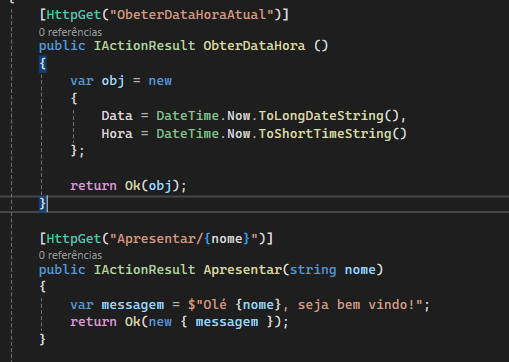 [HttpGet("ObeterDataHoraAtual")]
0 referências
public IActionResult ObterDataHora ()
{
var obj = new
{
Data = DateTime.Now.ToLongDateString(),
Hora = DateTime.Now.ToShortTimeString()
};
return Ok(obj);
}
[HttpGet("Apresentar/{nome}")]
0 referências
public IActionResult Apresentar(string nome)
{
var messagem = $"Olé {nome}, seja bem vindo!";
return Ok(new { messagem });
}